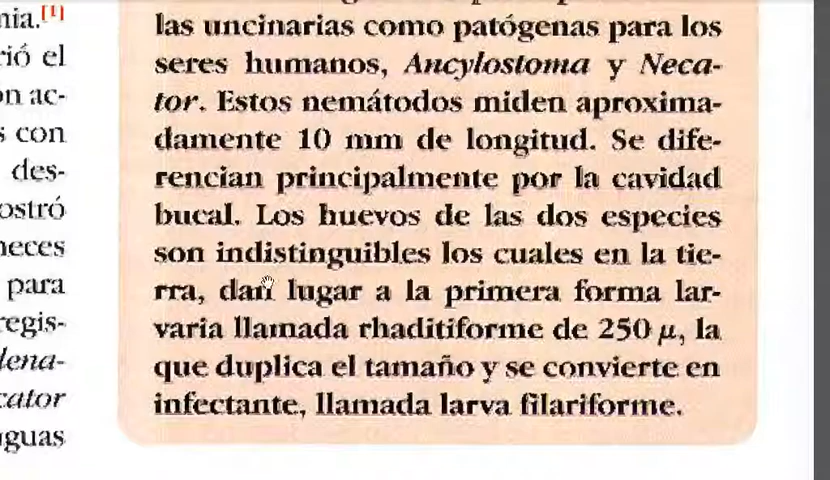 nia.[1]
rió el
on ac-
s con
des-
ostró
neces
para
regis-
dena-
cator
guas
las uncinarias como patógenas para los
seres humanos, Ancylostoma y Neca-
tor. Estos nemátodos miden aproxima-
damente 10 mm de longitud. Se dife-
rencian principalmente por la cavidad
bucal. Los huevos de las dos especies
son indistinguibles los cuales en la tie-
rra, dan lugar a la primera forma lar-
varia llamada rhaditiforme de 250 µ, la
que duplica el tamaño y se convierte en
infectante, llamada larva filariforme.